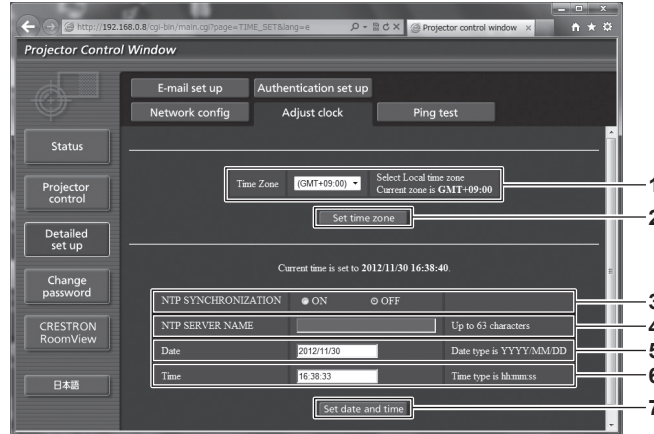 http://192.168.0.8/cgi-bin/main.cgi?page=TIME_SET&lang=e
Projector control window
Projector Control Window
E-mail set up Authentication set up
Network config Adjust clock Ping test
Status
Projector control
Detailed set up
Change password
CRESTRON RoomView
日本語
Time Zone (GMT+09:00) Select Local time zone
Current zone is GMT+09:00
1
Set time zone
2
Current time is set to 2012/11/30 16:38:40.
NTP SYNCHRONIZATION ON OFF
3
NTP SERVER NAME Up to 63 characters
4
Date 2012/11/30 Date type is YYYY/MM/DD
5
Time 16:38:33 Time type is hh:mm:ss
6
Set date and time
7